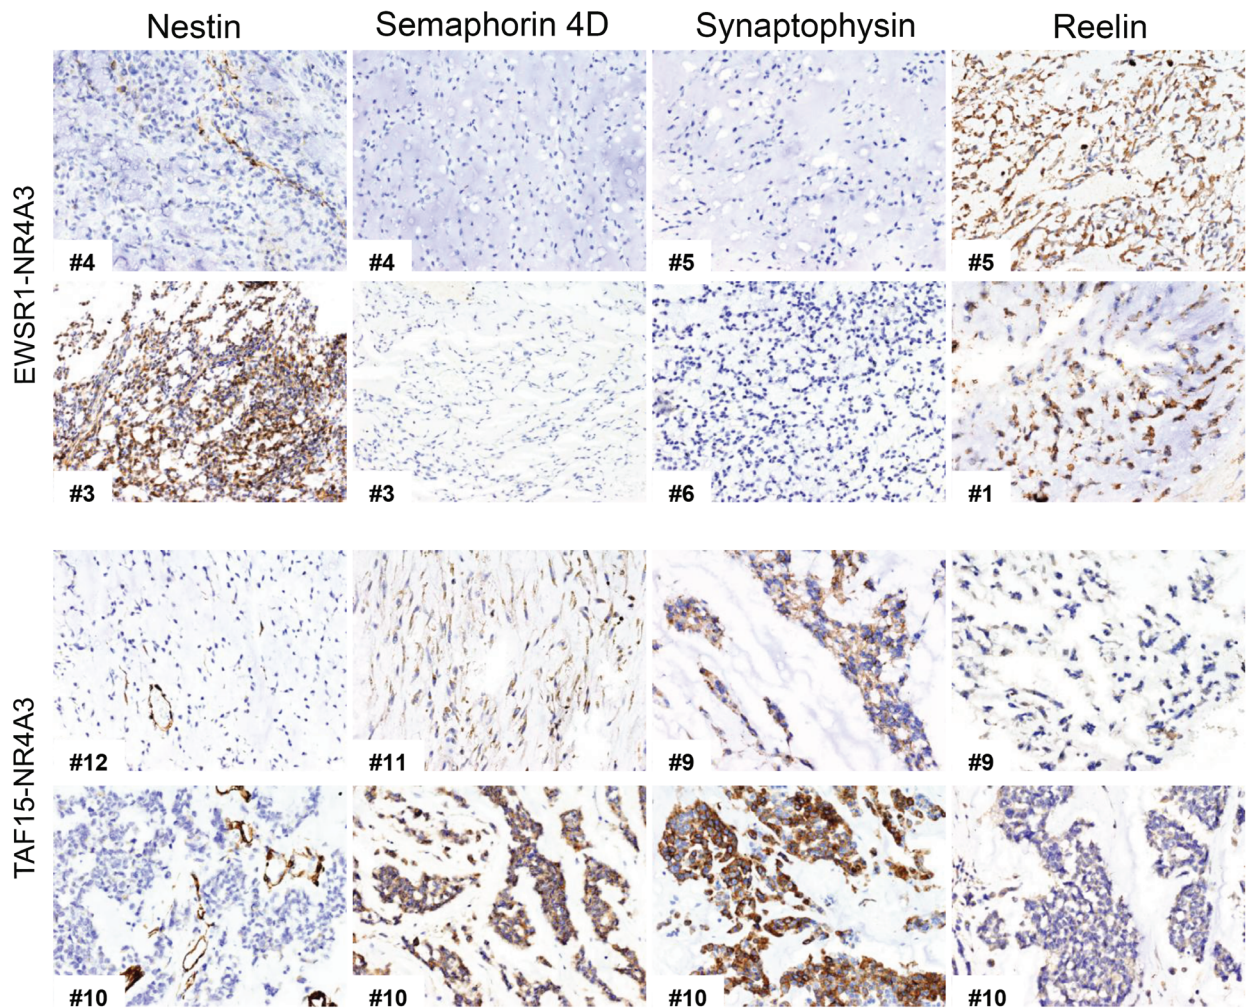 Nestin Semaphorin 4D Synaptophysin Reelin
EWSR1-NR4A3
#4 #4 #5 #5
#3 #3 #6 #1
TAF15-NR4A3
#12 #11 #9 #9
#10 #10 #10 #10